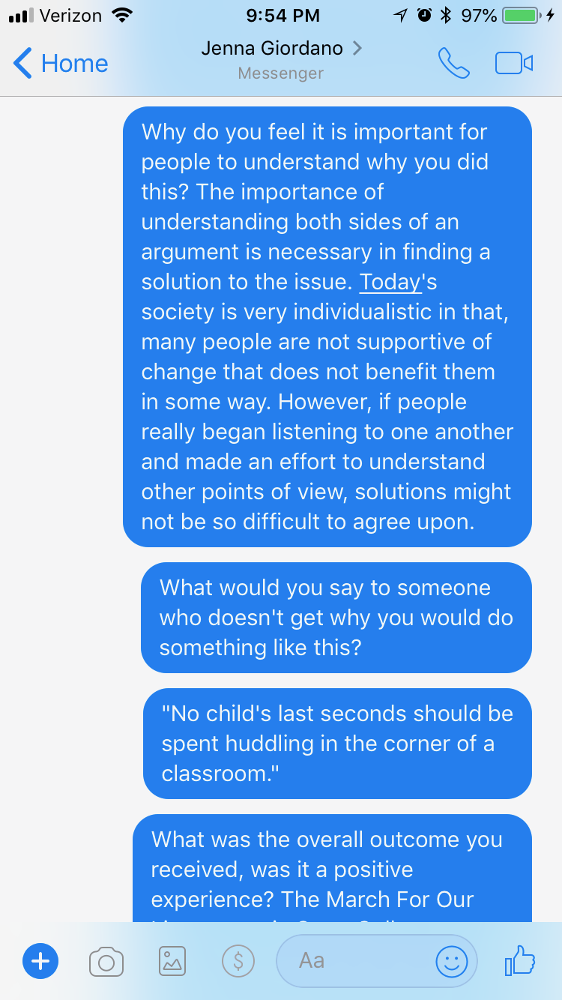 Verizon 9:54 PM 97%
Home
Jenna Giordano
Messenger
Why do you feel it is important for
people to understand why you did
this? The importance of
understanding both sides of an
argument is necessary in finding a
solution to the issue. Today's
society is very individualistic in that,
many people are not supportive of
change that does not benefit them
in some way. However, if people
really began listening to one another
and made an effort to understand
other points of view, solutions might
not be so difficult to agree upon.
What would you say to someone
who doesn't get why you would do
something like this?
"No child's last seconds should be
spent huddling in the corner of a
classroom."
What was the overall outcome you
received, was it a positive
experience? The March For Our
Aa